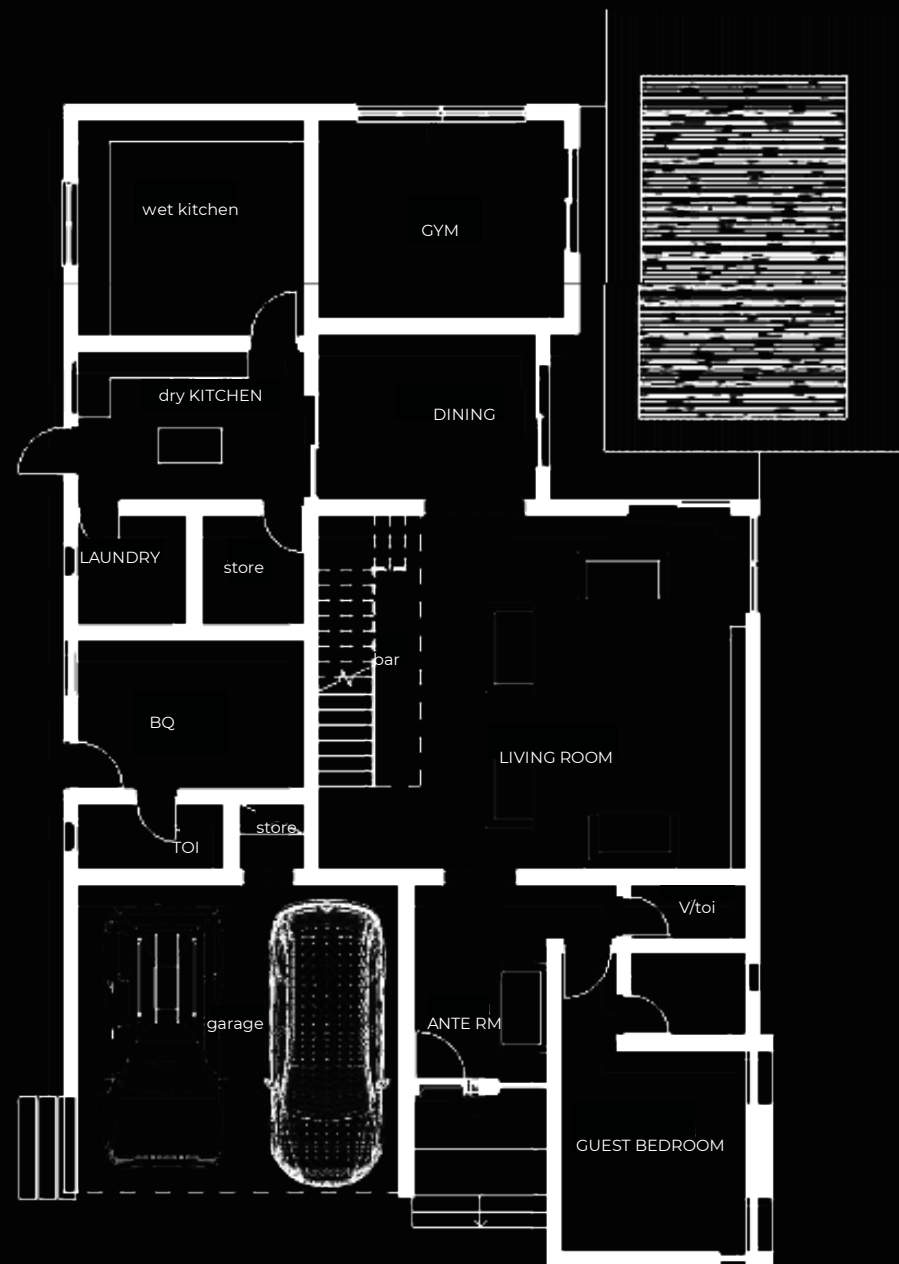 wet kitchen
GYM
dry KITCHEN
DINING
LAUNDRY
store
bar
BQ
LIVING ROOM
store
TOI
V/toi
garage
ANTE RM
GUEST BEDROOM